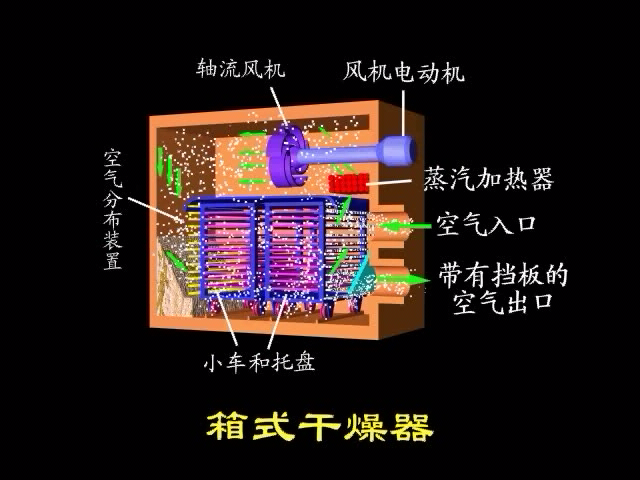 轴流风机
风机电动机
空气分布装置
蒸汽加热器
空气入口
带有挡板的
空气出口
小车和托盘
箱式干燥器